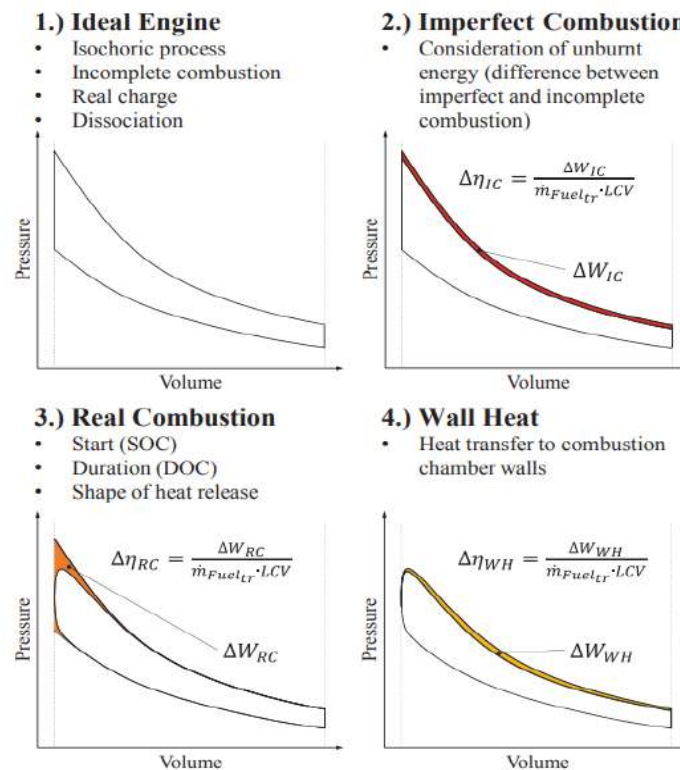 1.) Ideal Engine
• Isochoric process
• Incomplete combustion
• Real charge
• Dissociation
Pressure
Volume
2.) Imperfect Combustion
• Consideration of unburnt
energy (difference between
imperfect and incomplete
combustion)
Δη_IC = ΔW_IC / ṁ_Fuel_tr·LCV
ΔW_IC
Pressure
Volume
3.) Real Combustion
• Start (SOC)
• Duration (DOC)
• Shape of heat release
Δη_RC = ΔW_RC / ṁ_Fuel_tr·LCV
ΔW_RC
Pressure
Volume
4.) Wall Heat
• Heat transfer to combustion
chamber walls
Δη_WH = ΔW_WH / ṁ_Fuel_tr·LCV
ΔW_WH
Pressure
Volume